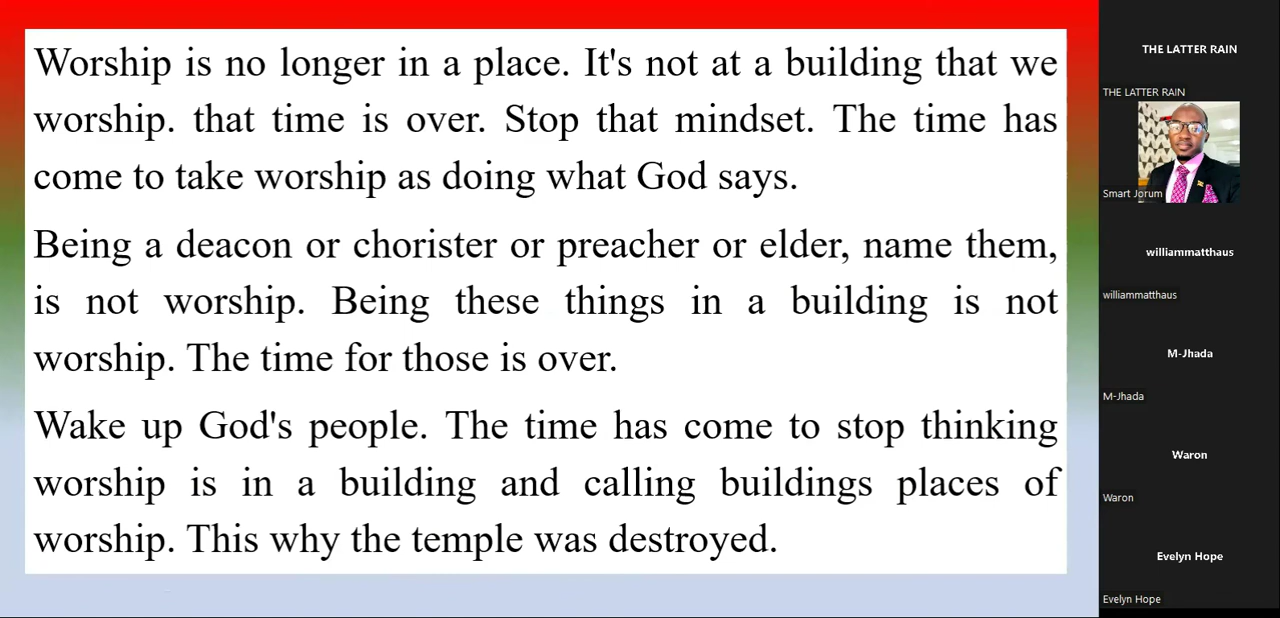 Worship is no longer in a place. It's not at a building that we
worship. that time is over. Stop that mindset. The time has
come to take worship as doing what God says.
Being a deacon or chorister or preacher or elder, name them,
is not worship. Being these things in a building is not
worship. The time for those is over.
Wake up God's people. The time has come to stop thinking
worship is in a building and calling buildings places of
worship. This why the temple was destroyed.
THE LATTER RAIN
THE LATTER RAIN
Smart Jorum
williammatthaus
williammatthaus
M-Jhada
M-Jhada
Waron
Waron
Evelyn Hope
Evelyn Hope